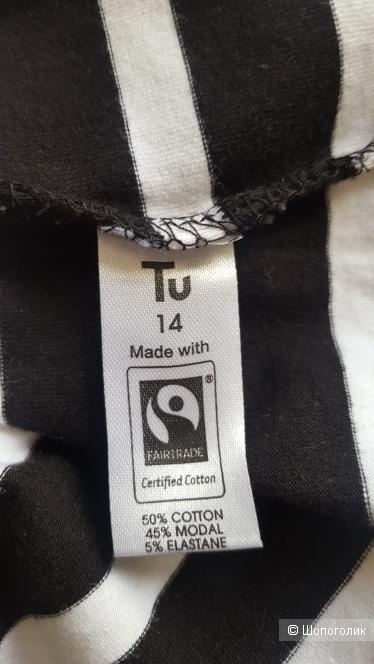 Tu
14
Made with
®
FAIRTRADE
Certified Cotton
50% COTTON
45% MODAL
5% ELASTANE
© Шопоголик